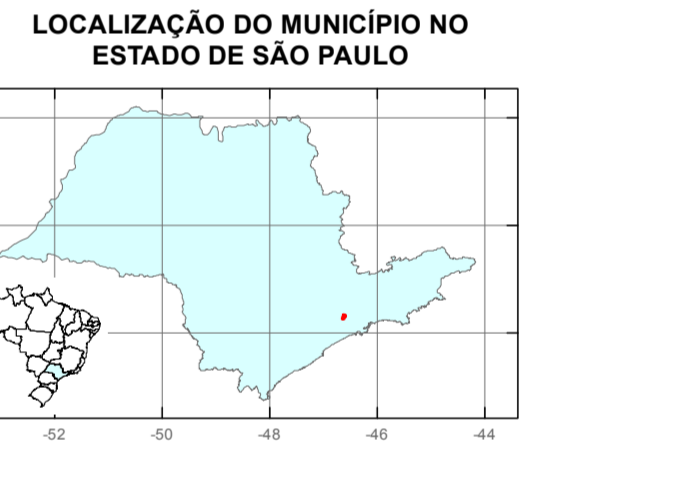 LOCALIZAÇÃO DO MUNICÍPIO NO
ESTADO DE SÃO PAULO
-52 -50 -48 -46 -44